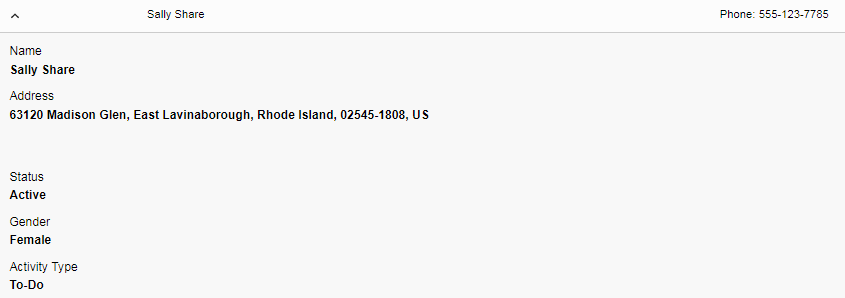 Sally Share Phone: 555-123-7785
Name
Sally Share
Address
63120 Madison Glen, East Lavinaborough, Rhode Island, 02545-1808, US
Status
Active
Gender
Female
Activity Type
To-Do